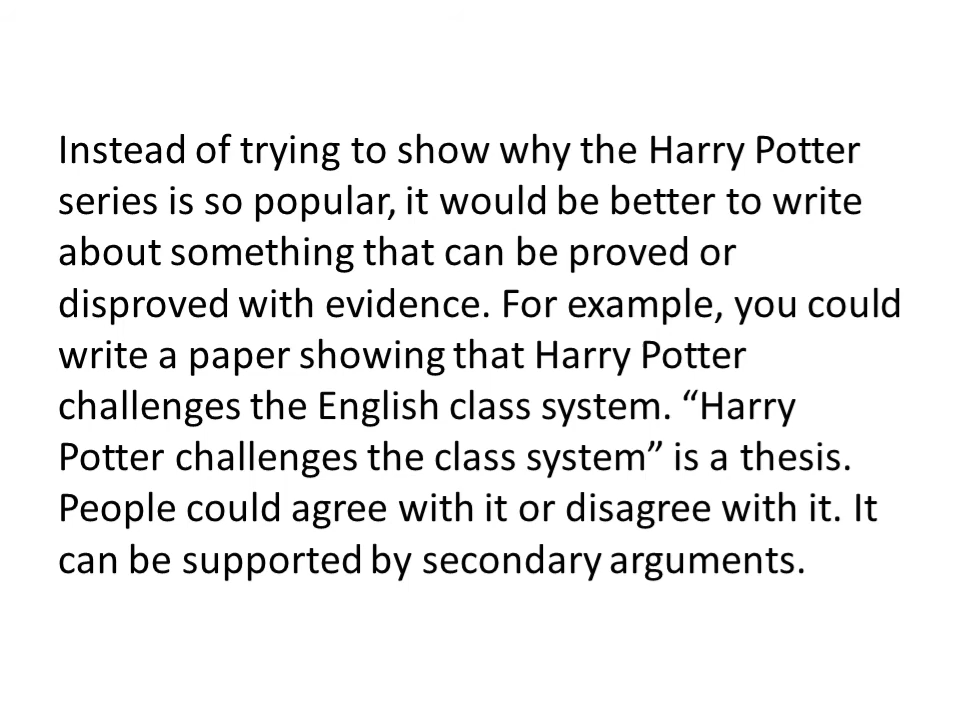 Instead of trying to show why the Harry Potter
series is so popular, it would be better to write
about something that can be proved or
disproved with evidence. For example, you could
write a paper showing that Harry Potter
challenges the English class system. “Harry
Potter challenges the class system” is a thesis.
People could agree with it or disagree with it. It
can be supported by secondary arguments.